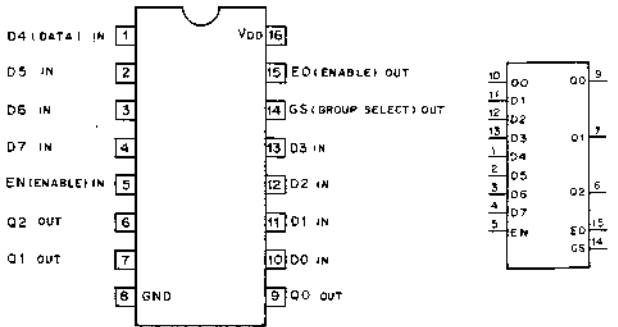 D4 (DATA) IN 1
VDD 16
D5 IN 2
15 EO (ENABLE) OUT
D6 IN 3
14 GS (GROUP SELECT) OUT
D7 IN 4
13 D3 IN
EN (ENABLE) IN 5
12 D2 IN
Q2 OUT 6
11 D1 IN
Q1 OUT 7
10 D0 IN
8 GND
9 Q0 OUT
10 D0
Q0 9
11 D1
12 D2
13 D3
Q1 7
1 D4
2 D5
3 D6
Q2 6
4 D7
5 EN
EO 15
GS 14